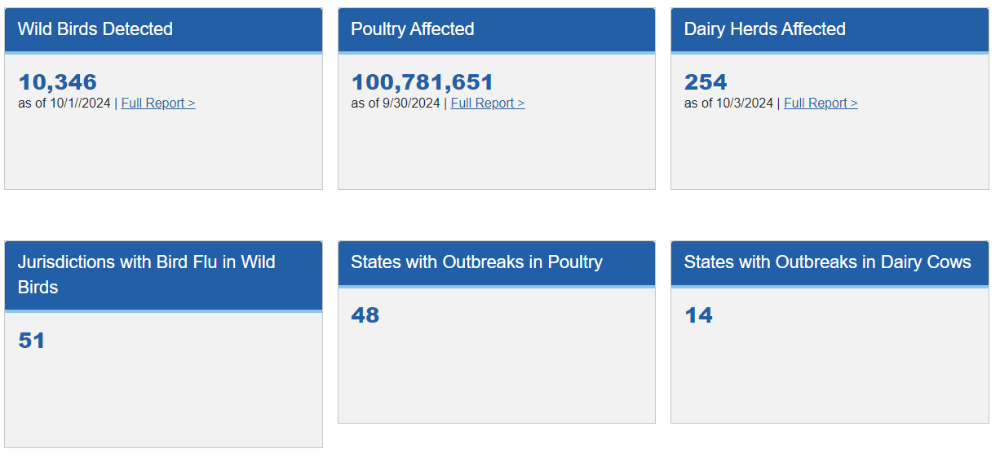 Wild Birds Detected
10,346
as of 10/1//2024 | Full Report >
Poultry Affected
100,781,651
as of 9/30/2024 | Full Report >
Dairy Herds Affected
254
as of 10/3/2024 | Full Report >
Jurisdictions with Bird Flu in Wild
Birds
51
States with Outbreaks in Poultry
48
States with Outbreaks in Dairy Cows
14